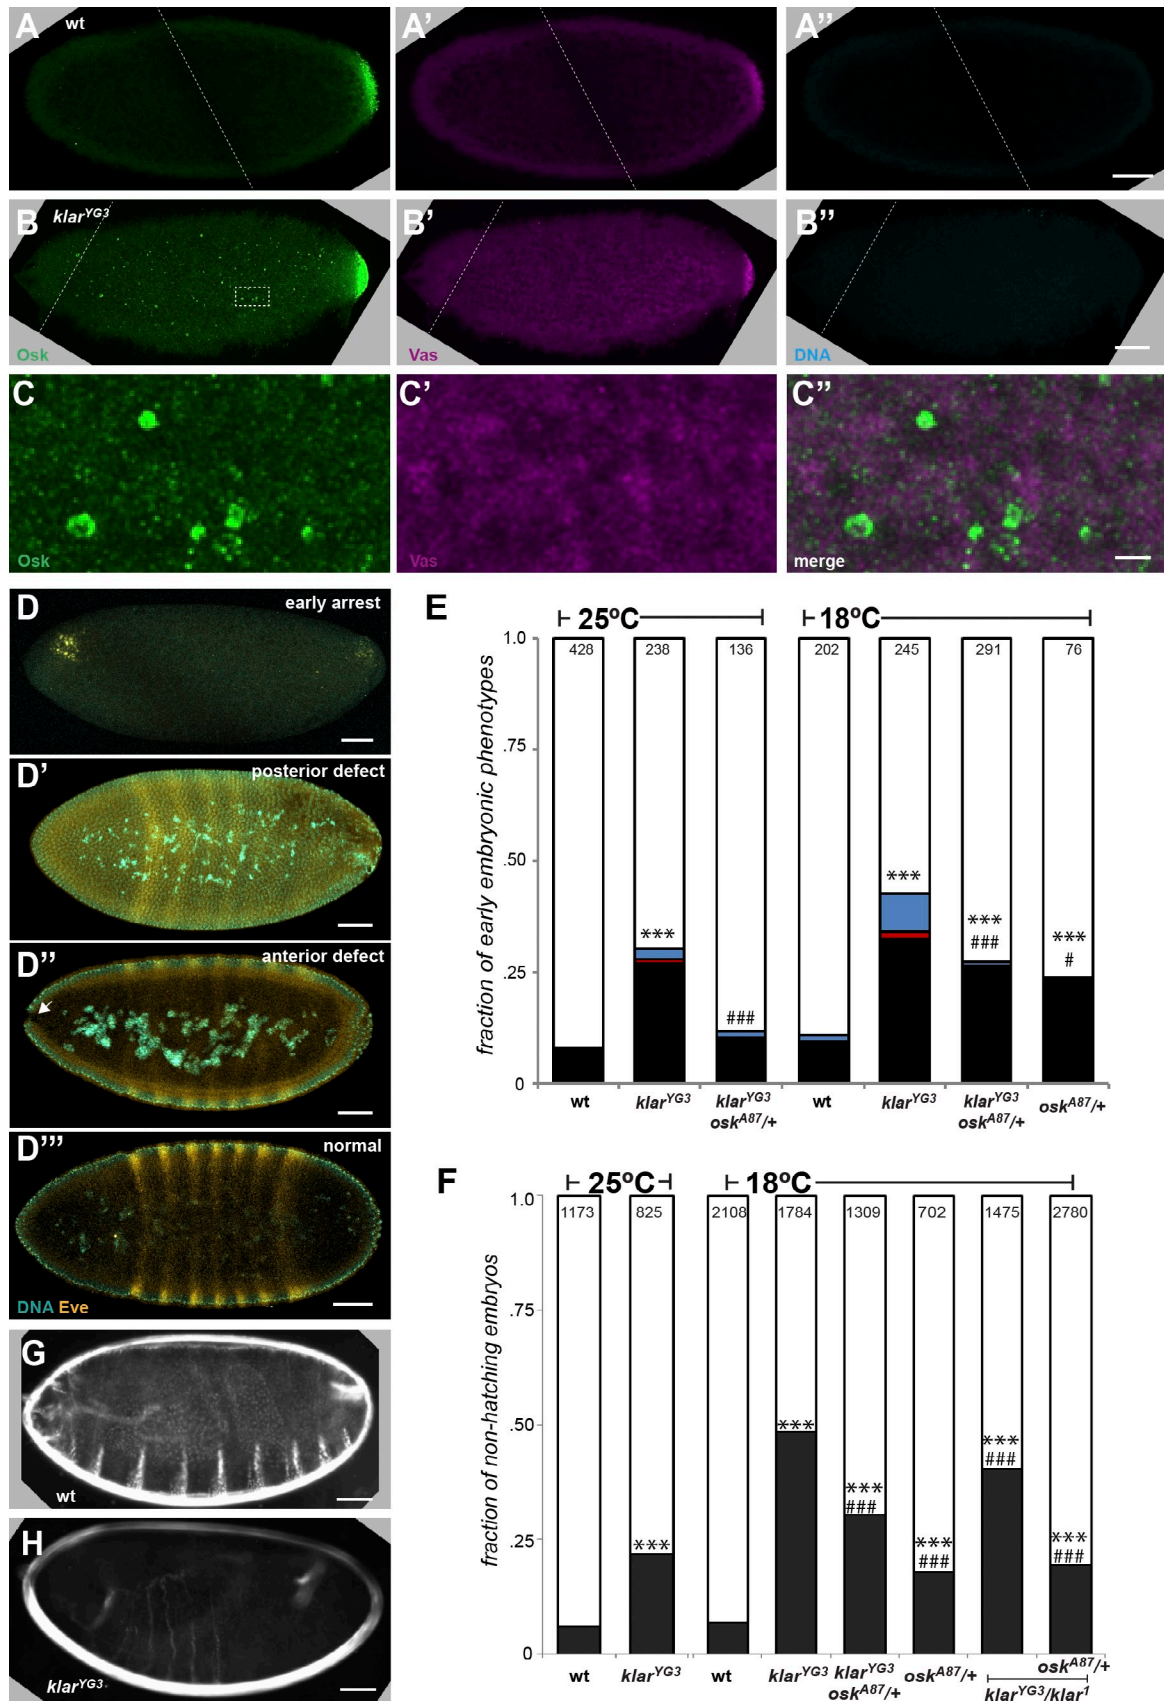 A wt A' A''
B klarYG3 B' B''
Osk Vas DNA
C C' C''
Osk Vas merge
D early arrest
D' posterior defect
D'' anterior defect
D''' normal
DNA Eve
E
25ºC 18ºC
fraction of early embryonic phenotypes
1.0
.75
.50
.25
0
428 238 136 202 245 291 76
*** ### *** *** ### *** #
wt klarYG3 klarYG3 oskA87/+ wt klarYG3 klarYG3 oskA87/+ oskA87/+
F
25ºC 18ºC
fraction of non-hatching embryos
1.0
.75
.50
.25
0
1173 825 2108 1784 1309 702 1475 2780
*** *** *** ### *** ### *** ### *** ###
wt klarYG3 wt klarYG3 klarYG3 oskA87/+ oskA87/+ oskA87/+
klarYG3/klar1
G
wt
H
klarYG3